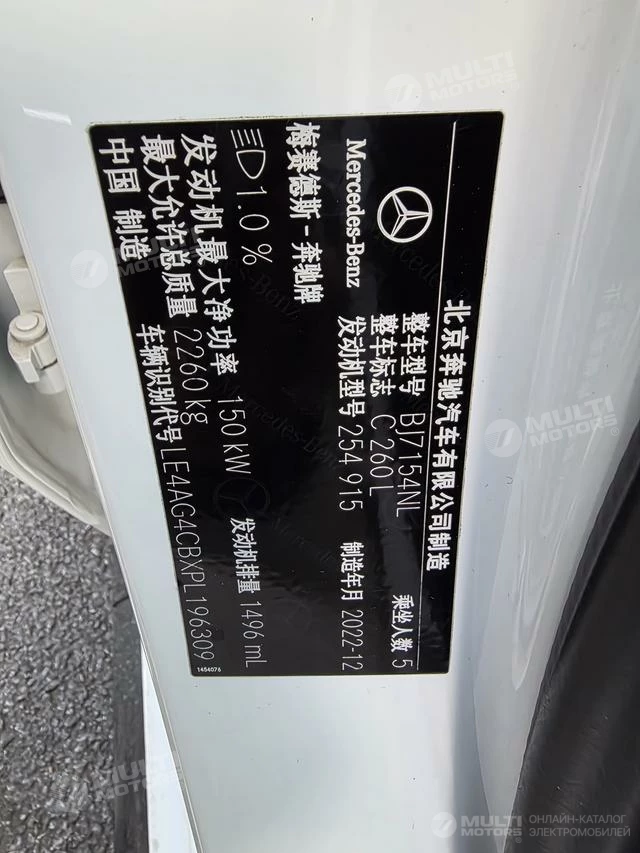 北京奔驰汽车有限公司制造
Mercedes-Benz
整车型号 BJ7154NL 乘坐人数 5
整车标志 C 260 L
梅赛德斯-奔驰牌 发动机型号 254 915 制造年月 2022-12
1.0 %
发动机最大净功率 150 kW 发动机排量 1496 ml
最大允许总质量 2260 kg
中国 制造 车辆识别代号 LE4AG4CBXPL196309
1454076
MULTI MOTORS
MULTI MOTORS
ОНЛАЙН-КАТАЛОГ
ЭЛЕКТРОМОБИЛЕЙ